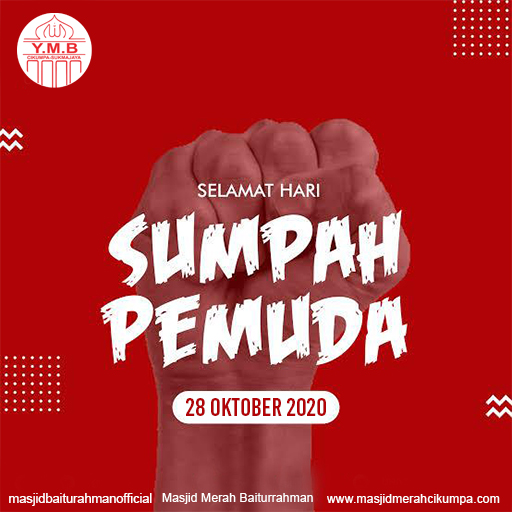 Y.M.B
CIKUMPA-SUKMAJAYA
SELAMAT HARI
SUMPAH
PEMUDA
28 OKTOBER 2020
masjidbaiturahmanofficial Masjid Merah Baiturrahman www.masjidmerahcikumpa.com